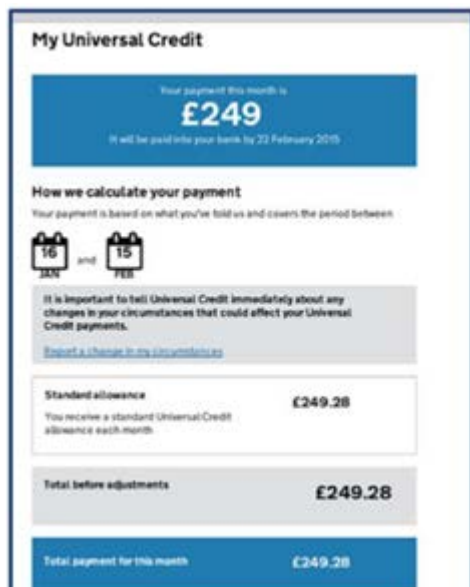 My Universal Credit
Your payment this month is
£249
It will be paid into your bank by 22 February 2015
How we calculate your payment
Your payment is based on what you've told us and covers the period between
16 and 15
JAN FEB
It is important to tell Universal Credit immediately about any
changes in your circumstances that could affect your Universal
Credit payments.
Report a change in my circumstances
Standard allowance £249.28
You receive a standard Universal Credit
allowance each month
Total before adjustments £249.28
Total payment for this month £249.28